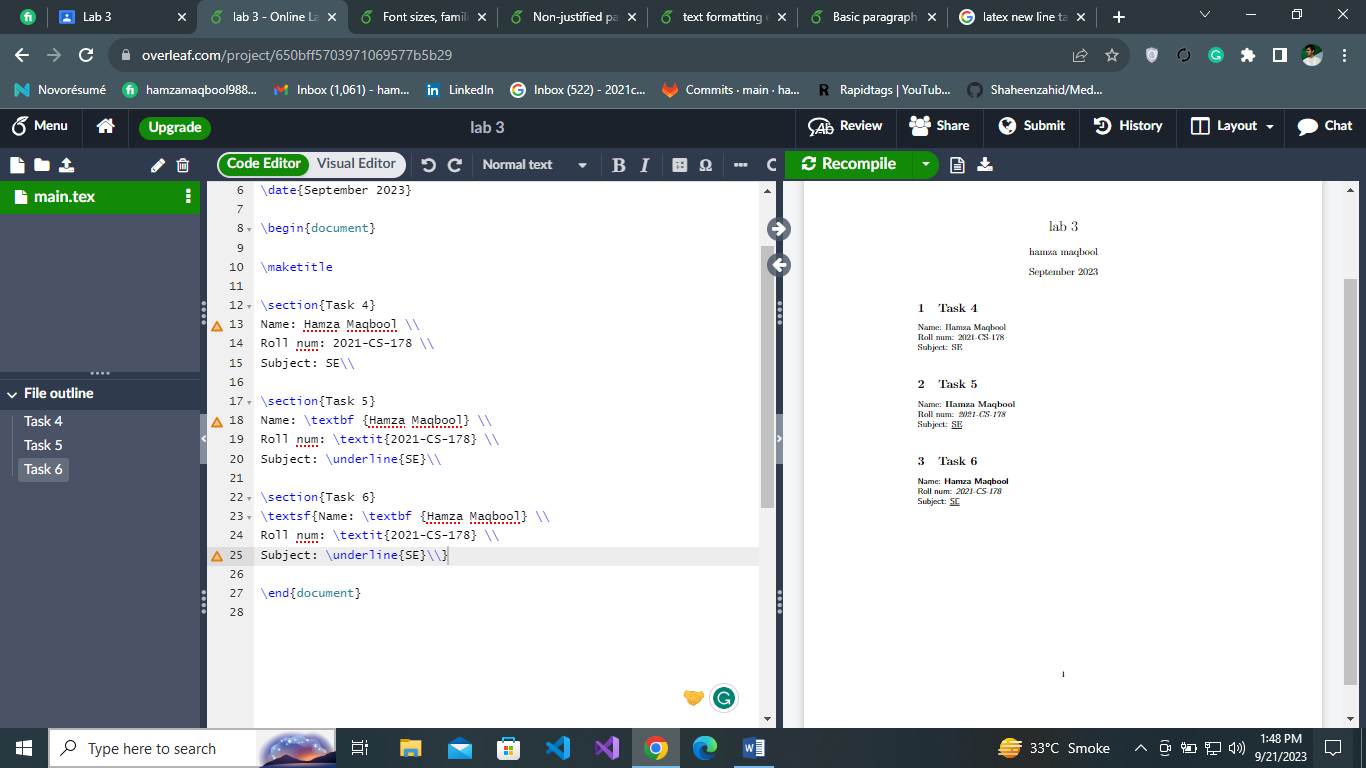 Lab 3
lab 3 - Online La
Font sizes, famil
Non-justified pa
text formatting e
Basic paragraph
latex new line ta
overleaf.com/project/650bff5703971069577b5b29
Novorésumé
hamzamaqbool988...
Inbox (1,061) - ham...
LinkedIn
Inbox (522) - 2021c...
Commits · main · ha...
Rapidtags | YouTub...
Shaheenzahid/Med...
Menu
Upgrade
lab 3
Review
Share
Submit
History
Layout
Chat
Code Editor
Visual Editor
Normal text
B I
Recompile
main.tex
File outline
Task 4
Task 5
Task 6
6 \date{September 2023}
7
8 \begin{document}
9
10 \maketitle
11
12 \section{Task 4}
13 Name: Hamza Maqbool \\
14 Roll num: 2021-CS-178 \\
15 Subject: SE\\
16
17 \section{Task 5}
18 Name: \textbf {Hamza Maqbool} \\
19 Roll num: \textit{2021-CS-178} \\
20 Subject: \underline{SE}\\
21
22 \section{Task 6}
23 \textsf{Name: \textbf {Hamza Maqbool} \\
24 Roll num: \textit{2021-CS-178} \\
25 Subject: \underline{SE}\\}
26
27 \end{document}
28
lab 3
hamza maqbool
September 2023
1 Task 4
Name: Hamza Maqbool
Roll num: 2021-CS-178
Subject: SE
2 Task 5
Name: Hamza Maqbool
Roll num: 2021-CS-178
Subject: SE
3 Task 6
Name: Hamza Maqbool
Roll num: 2021-CS-178
Subject: SE
1
Type here to search
33°C Smoke
1:48 PM
9/21/2023